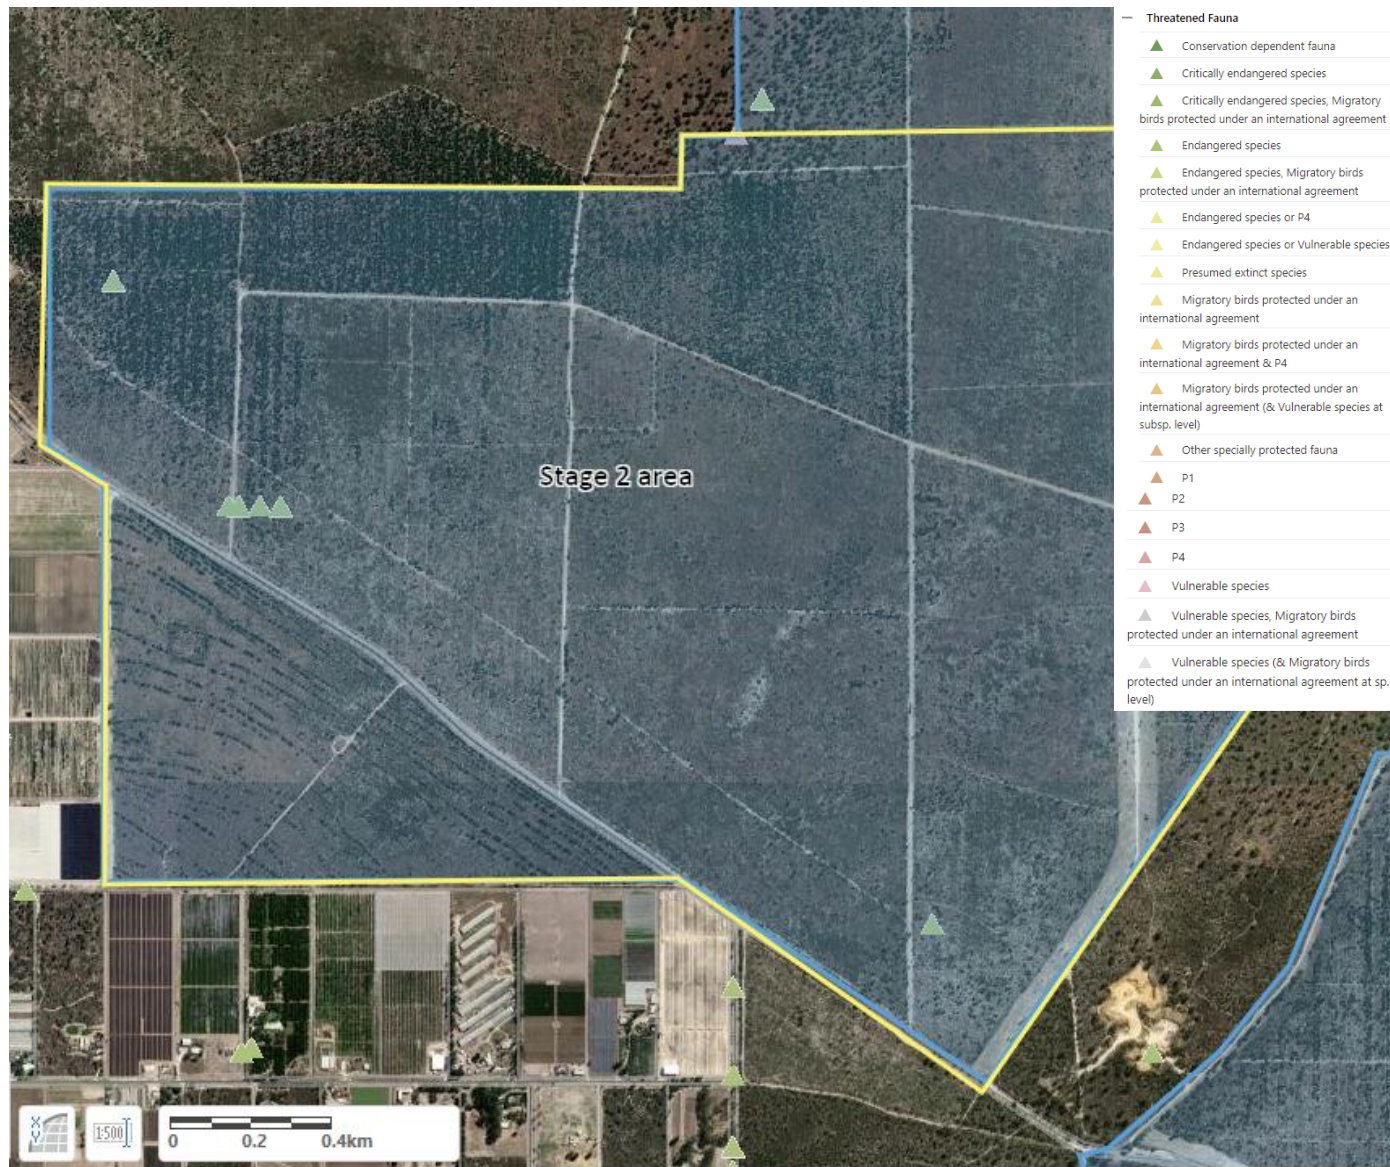 Threatened Fauna
Conservation dependent fauna
Critically endangered species
Critically endangered species, Migratory
birds protected under an international agreement
Endangered species
Endangered species, Migratory birds
protected under an international agreement
Endangered species or P4
Endangered species or Vulnerable species
Presumed extinct species
Migratory birds protected under an
international agreement
Migratory birds protected under an
international agreement & P4
Migratory birds protected under an
international agreement (& Vulnerable species at
subsp. level)
Other specially protected fauna
P1
P2
P3
P4
Vulnerable species
Vulnerable species, Migratory birds
protected under an international agreement
Vulnerable species (& Migratory birds
protected under an international agreement at sp.
level)
Stage 2 area
X
Y
1:500
0 0.2 0.4km